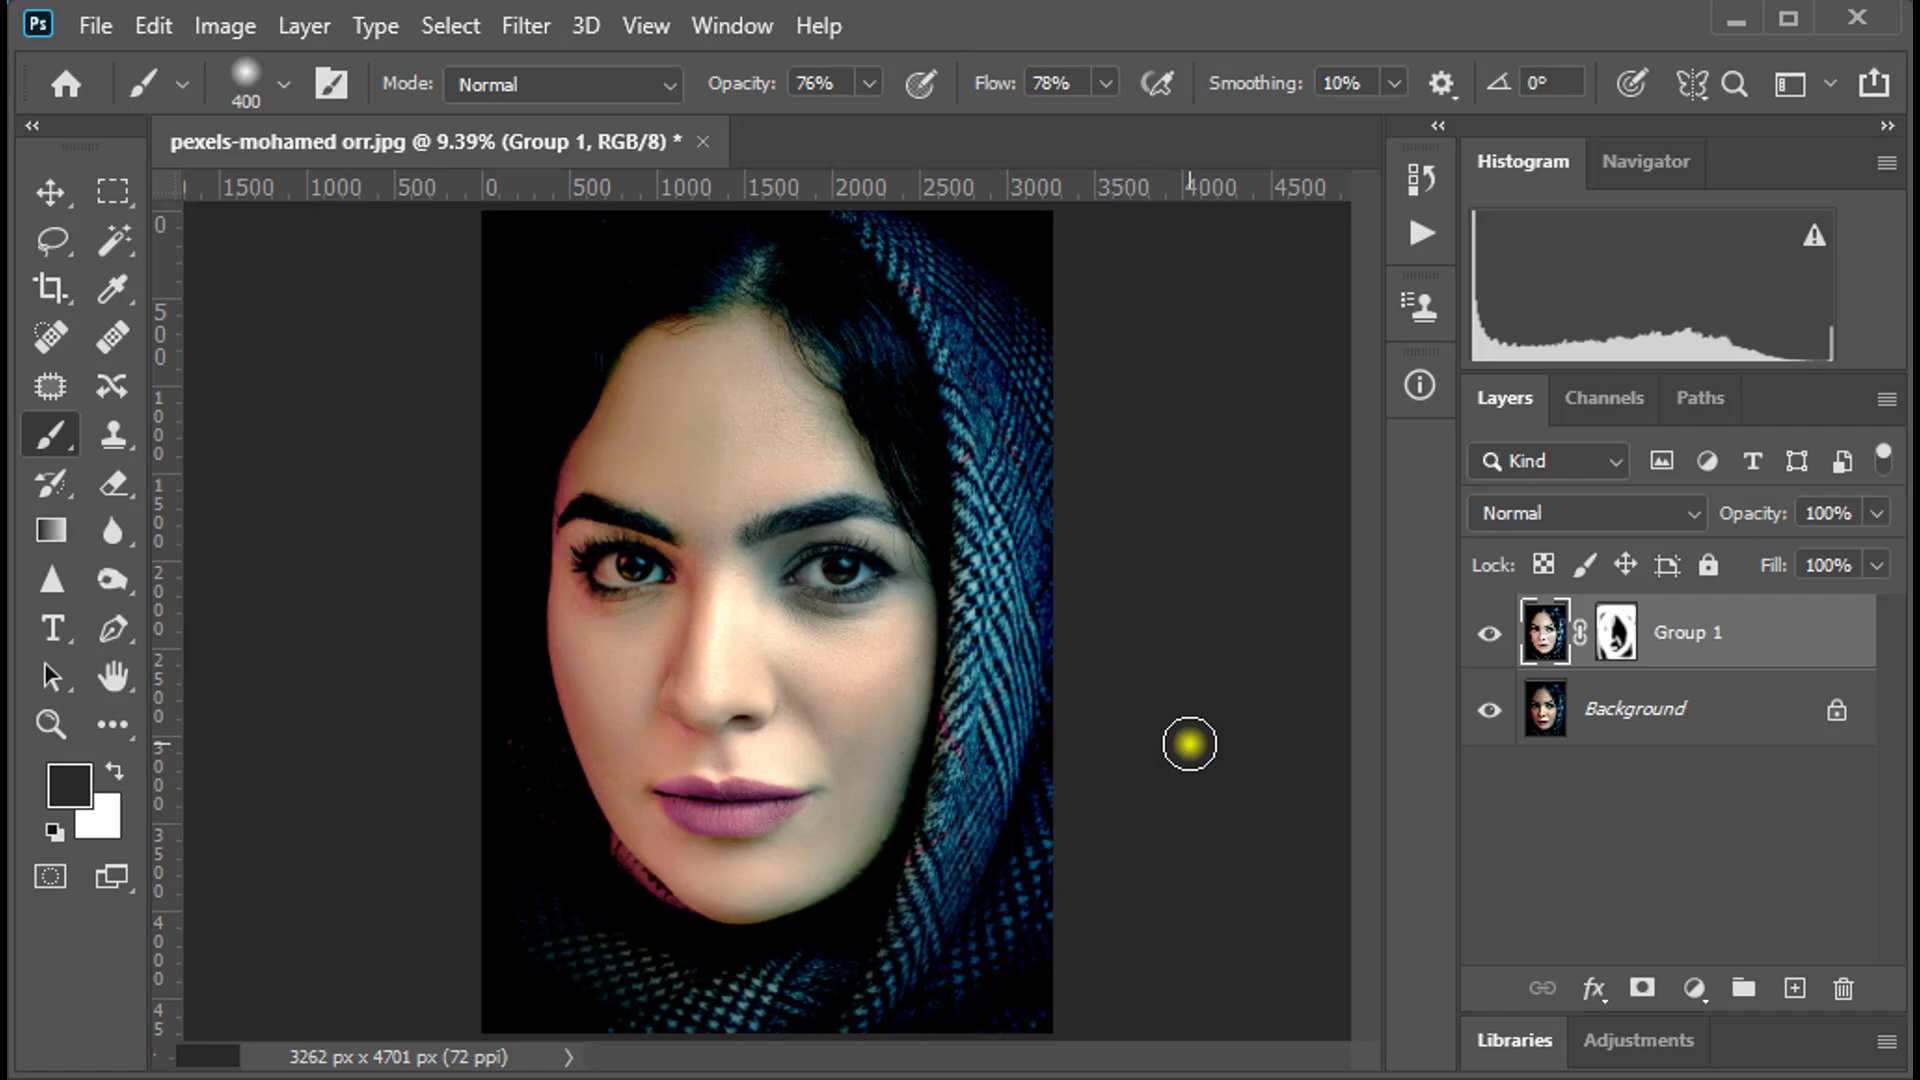 Ps File Edit Image Layer Type Select Filter 3D View Window Help
400 Mode: Normal Opacity: 76% Flow: 78% Smoothing: 10% 0°
pexels-mohamed orr.jpg @ 9.39% (Group 1, RGB/8) * ×
1500 1000 500 0 500 1000 1500 2000 2500 3000 3500 4000 4500
0
500
1000
1500
2000
2500
3000
3500
4000
45
3262 px x 4701 px (72 ppi)
Histogram Navigator
Layers Channels Paths
Kind
Normal Opacity: 100%
Lock: Fill: 100%
Group 1
Background
fx
Libraries Adjustments